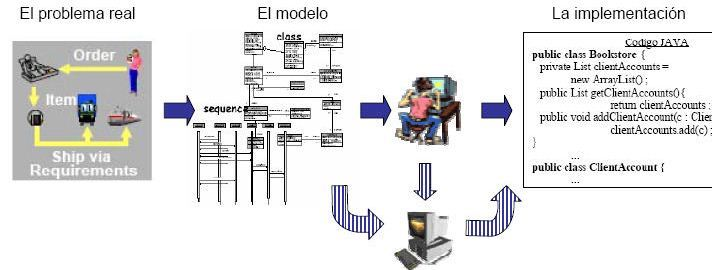 El problema real
El modelo
La implementación
Order
Item
Ship via
Requirements
class
sequence
Codigo JAVA
public class Bookstore {
private List clientAccounts =
new ArrayList() ;
public List getClientAccounts(){
return clientAccounts ;
public void addClientAccount(c : Clien
clientAccounts.add(c) ;
}
...
public class ClientAccount {
...